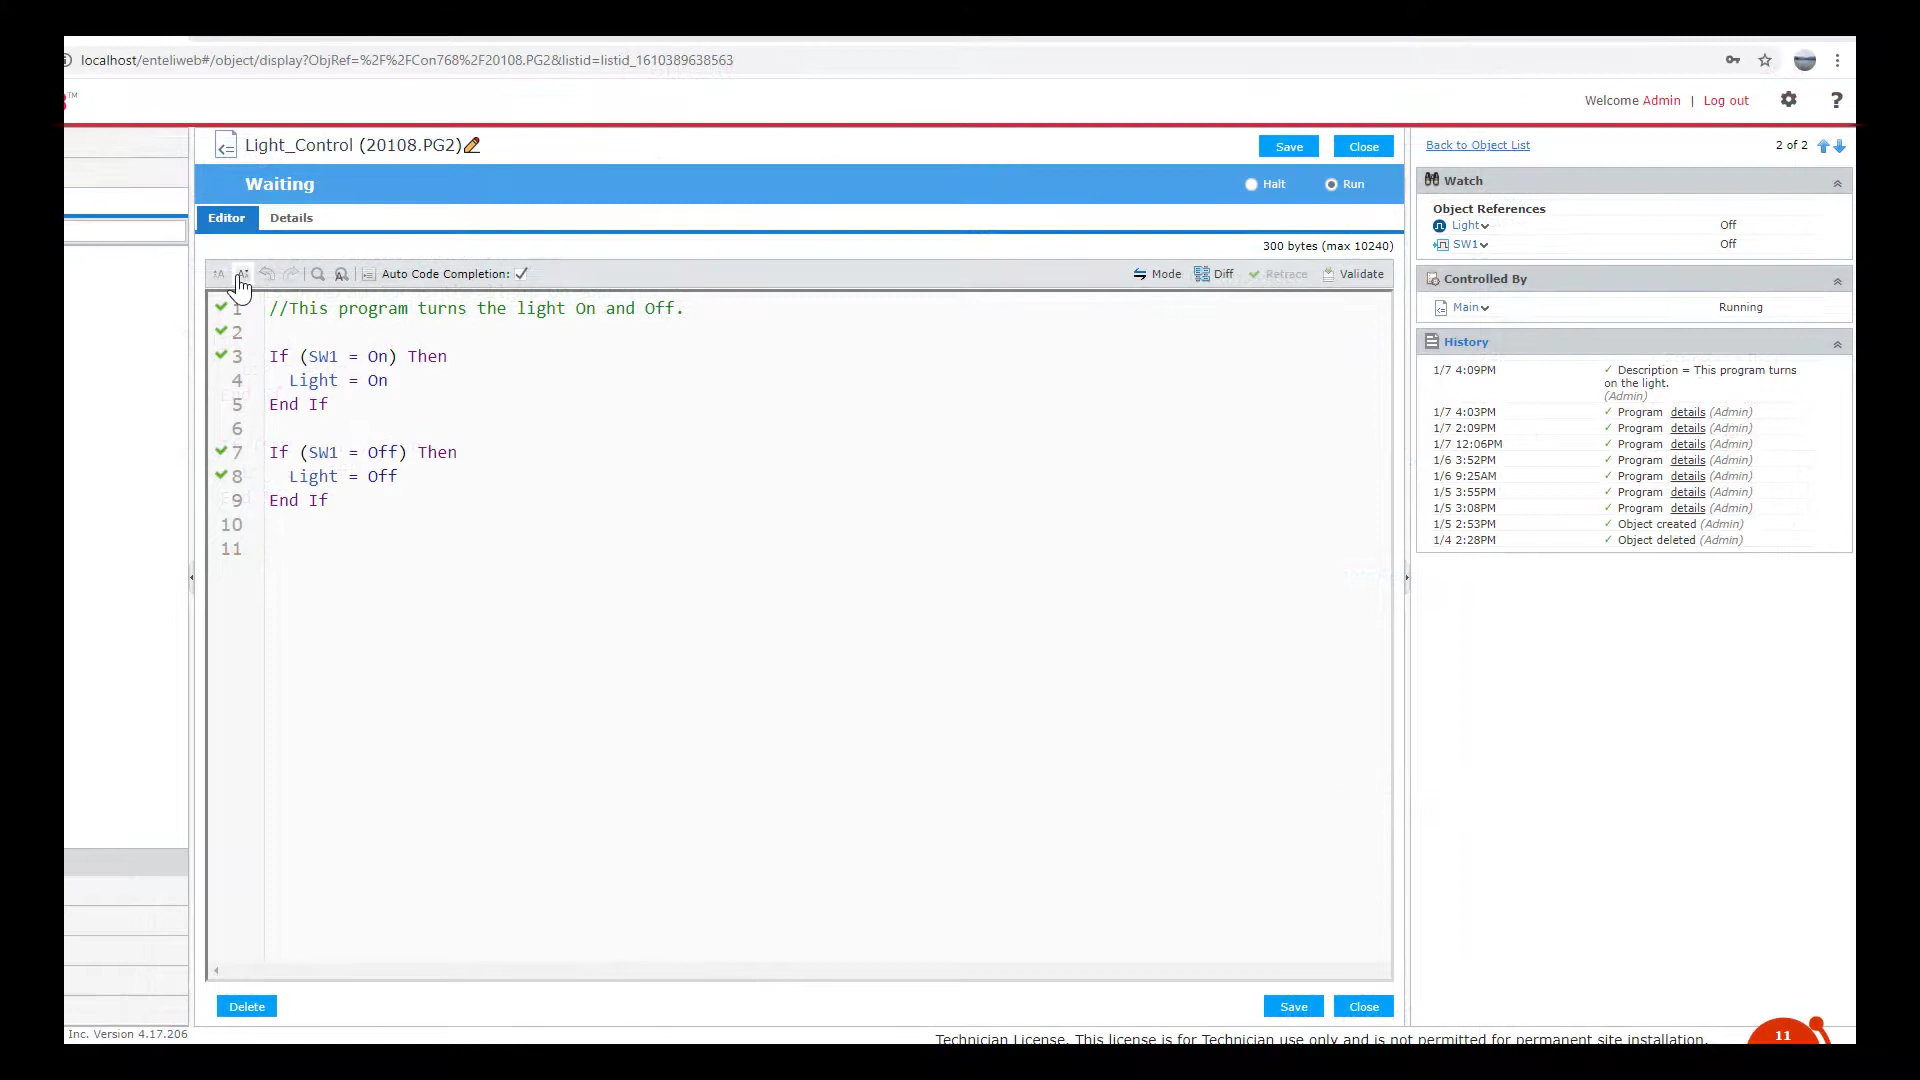 localhost/enteliweb#/object/display?ObjRef=%2F%2FCon768%2F20108.PG2&listid=listid_1610389638563
TM
Welcome Admin | Log out
Light_Control (20108.PG2)
Save
Close
Back to Object List
2 of 2
Waiting
Halt
Run
Watch
Editor
Details
Object References
Light
Off
SW1
Off
300 bytes (max 10240)
Auto Code Completion:
Mode
Diff
Retrace
Validate
Controlled By
Main
Running
1 //This program turns the light On and Off.
2
3 If (SW1 = On) Then
4 Light = On
5 End If
6
7 If (SW1 = Off) Then
8 Light = Off
9 End If
10
11
History
1/7 4:09PM
Description = This program turns
on the light.
(Admin)
1/7 4:03PM Program details (Admin)
1/7 2:09PM Program details (Admin)
1/7 12:06PM Program details (Admin)
1/6 3:52PM Program details (Admin)
1/6 9:25AM Program details (Admin)
1/5 3:55PM Program details (Admin)
1/5 3:08PM Program details (Admin)
1/5 2:53PM Object created (Admin)
1/4 2:28PM Object deleted (Admin)
Delete
Save
Close
Inc. Version 4.17.206
Technician License. This license is for Technician use only and is not permitted for permanent site installation.
11